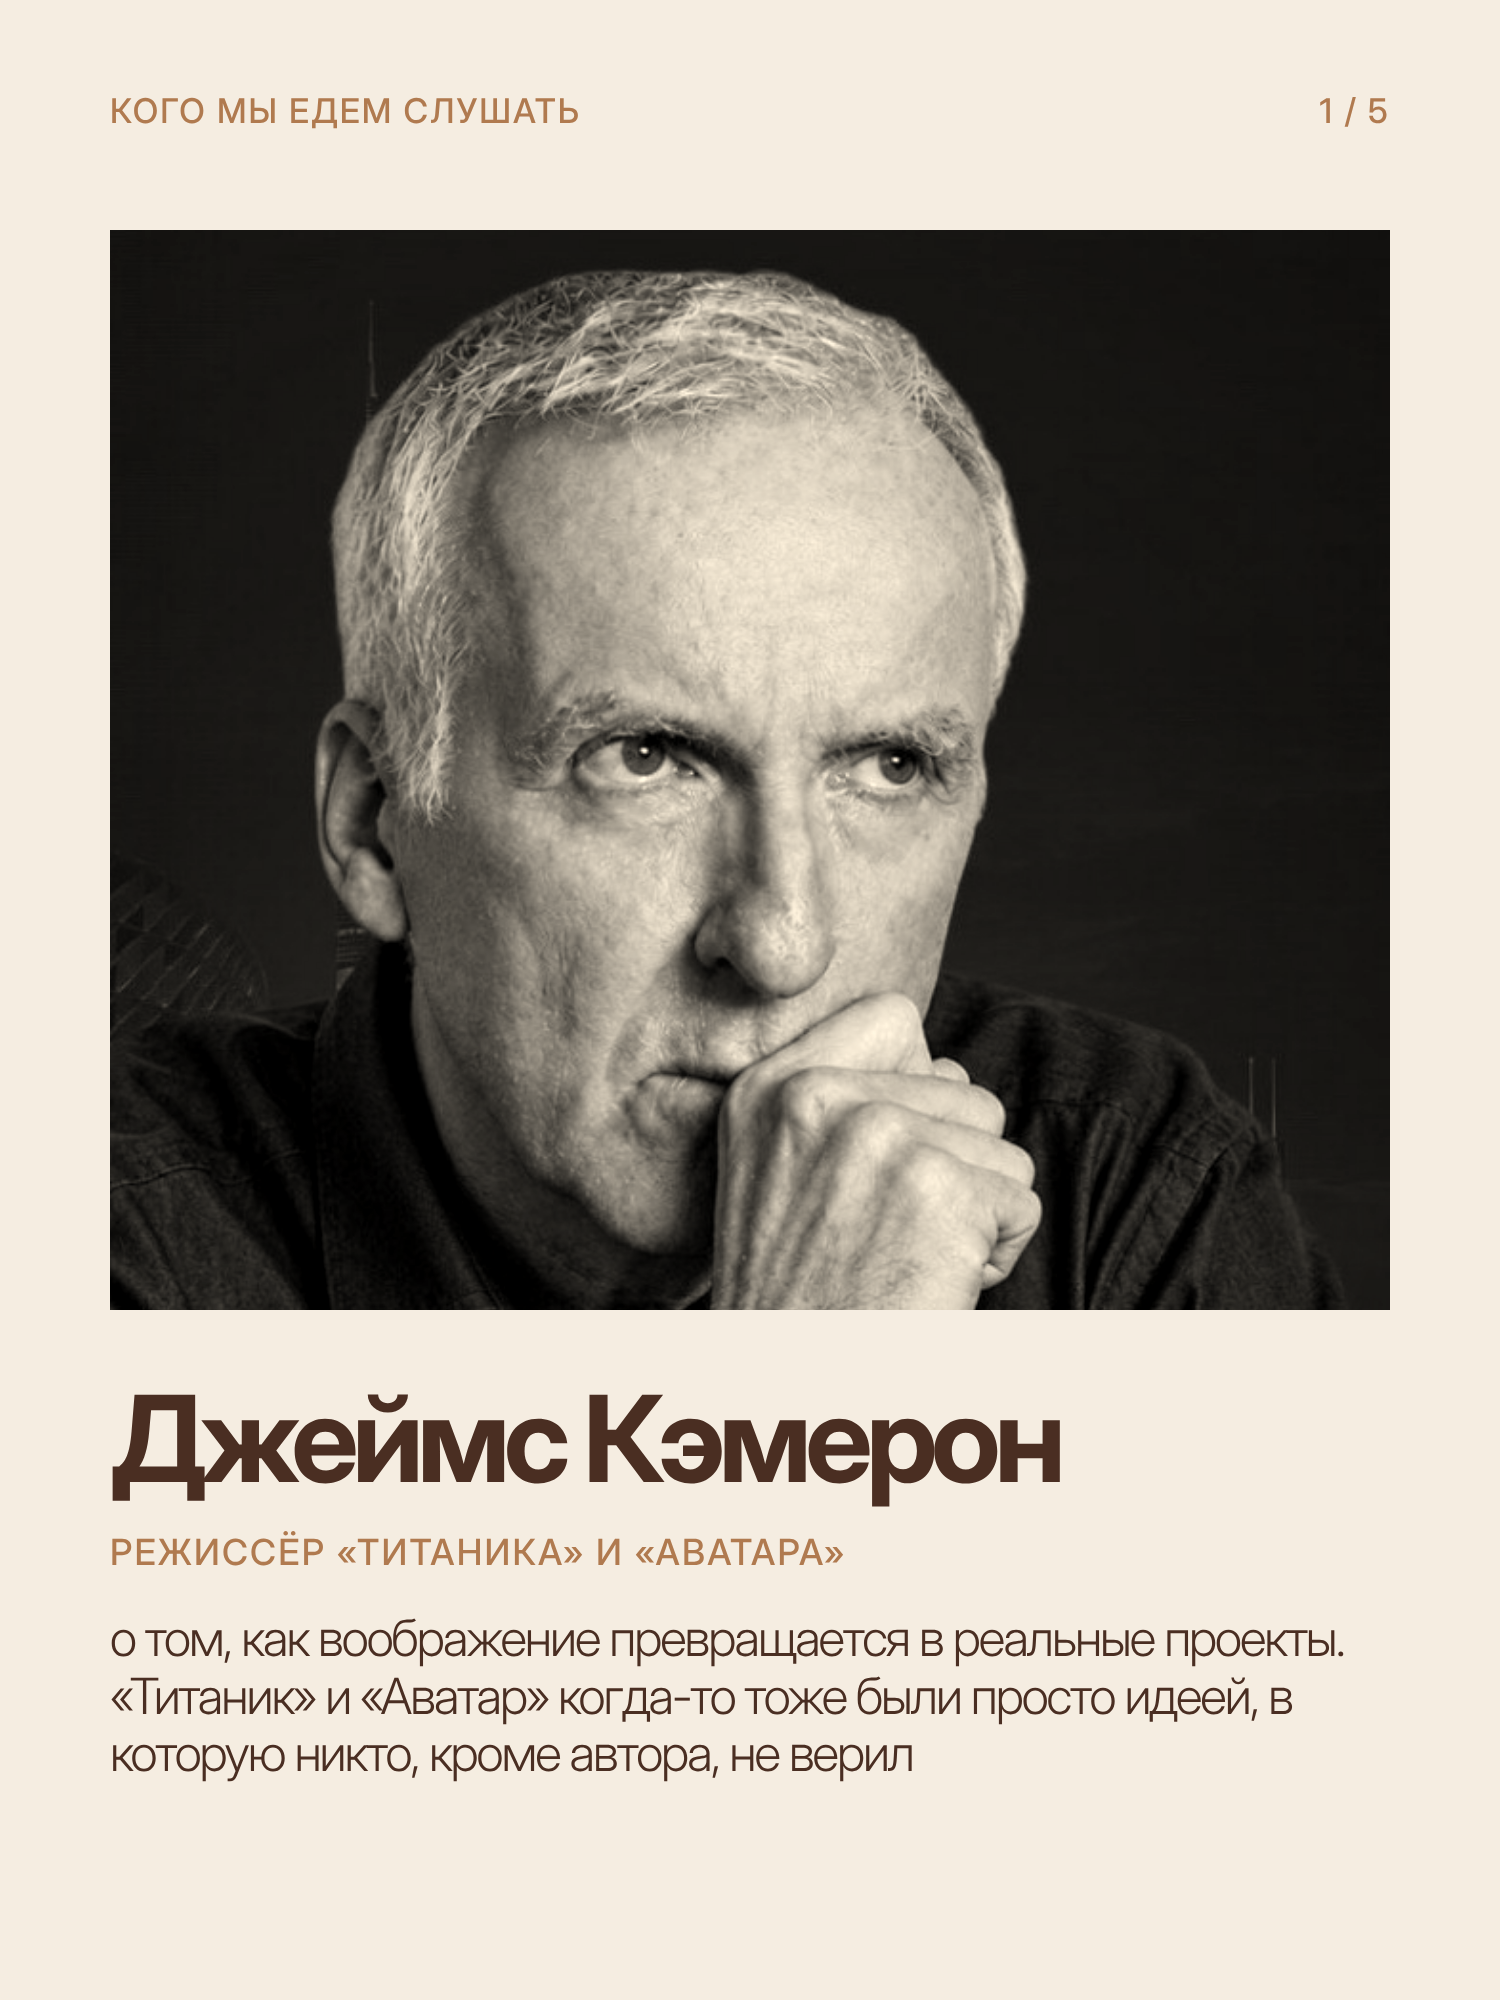 КОГО МЫ ЕДЕМ СЛУШАТЬ
1 / 5
Джеймс Кэмерон
РЕЖИССЁР «ТИТАНИКА» И «АВАТАРА»
о том, как воображение превращается в реальные проекты.
«Титаник» и «Аватар» когда-то тоже были просто идеей, в
которую никто, кроме автора, не верил